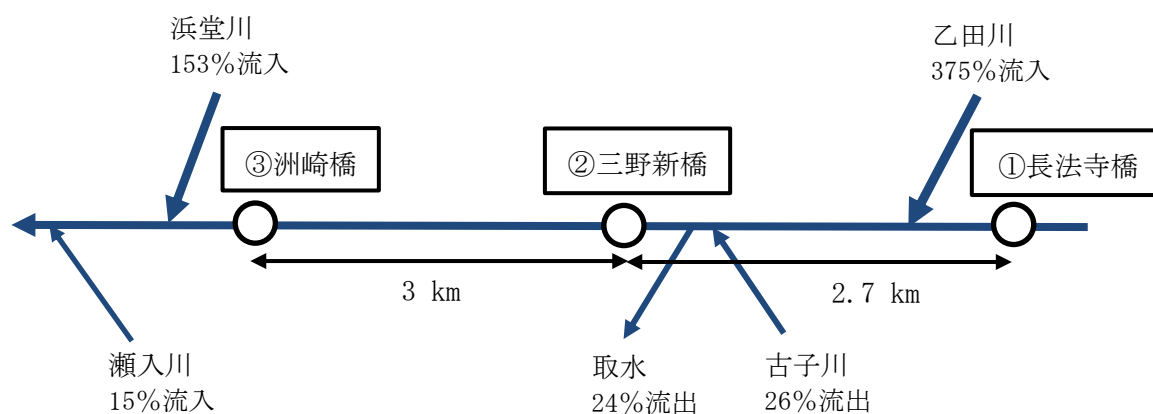 浜堂川
153%流入
乙田川
375%流入
③洲崎橋
②三野新橋
①長法寺橋
3 km
2.7 km
瀬入川
15%流入
取水
24%流出
古子川
26%流出